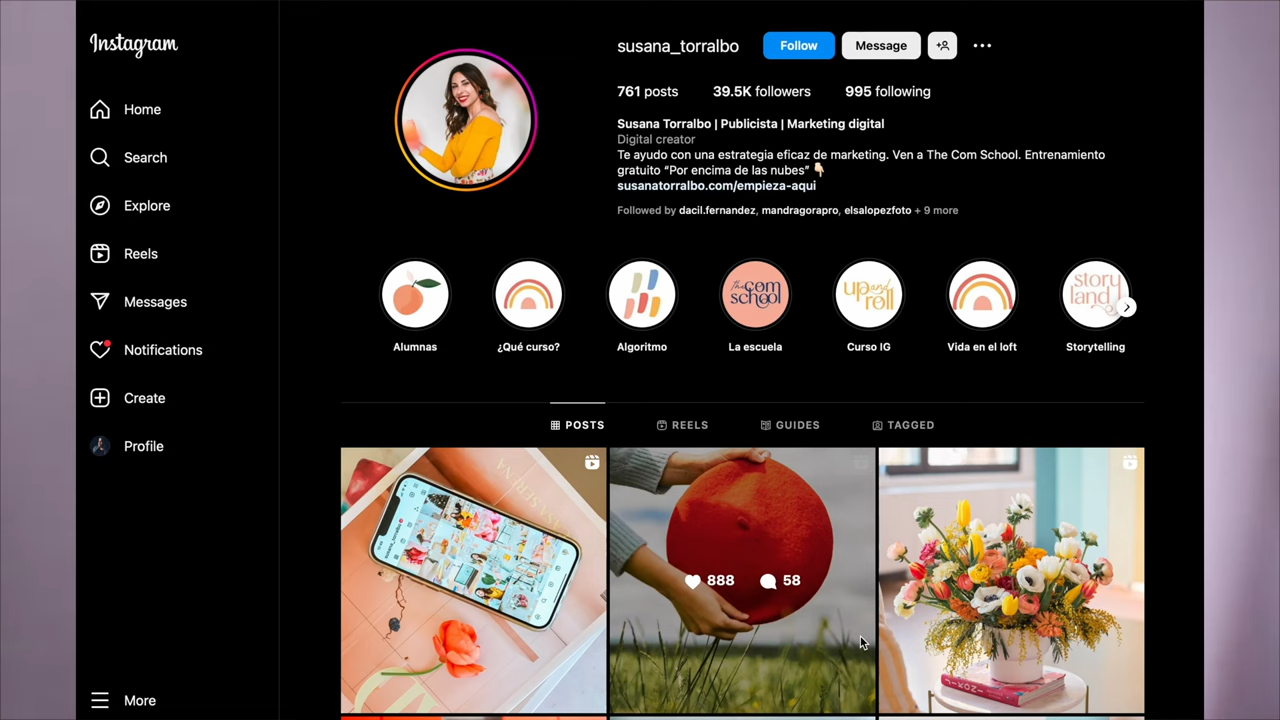 Instagram
Home
Search
Explore
Reels
Messages
Notifications
Create
Profile
More
susana_torralbo
Follow
Message
761 posts
39.5K followers
995 following
Susana Torralbo | Publicista | Marketing digital
Digital creator
Te ayudo con una estrategia eficaz de marketing. Ven a The Com School. Entrenamiento
gratuito “Por encima de las nubes” 👇🏻
susanatorralbo.com/empieza-aqui
Followed by dacil.fernandez, mandragorapro, elsalopezfoto + 9 more
The com
school
up and
roll
story
land
Alumnas
¿Qué curso?
Algoritmo
La escuela
Curso IG
Vida en el loft
Storytelling
POSTS
REELS
GUIDES
TAGGED
888
58